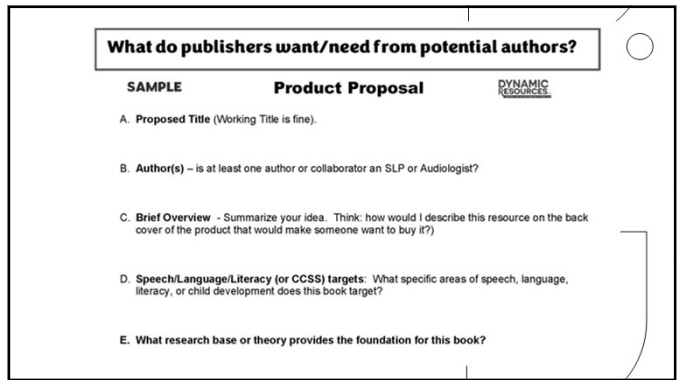 What do publishers want/need from potential authors?
SAMPLE Product Proposal DYNAMIC
RESOURCES
A. Proposed Title (Working Title is fine).
B. Author(s) – is at least one author or collaborator an SLP or Audiologist?
C. Brief Overview - Summarize your idea. Think: how would I describe this resource on the back
cover of the product that would make someone want to buy it?)
D. Speech/Language/Literacy (or CCSS) targets: What specific areas of speech, language,
literacy, or child development does this book target?
E. What research base or theory provides the foundation for this book?